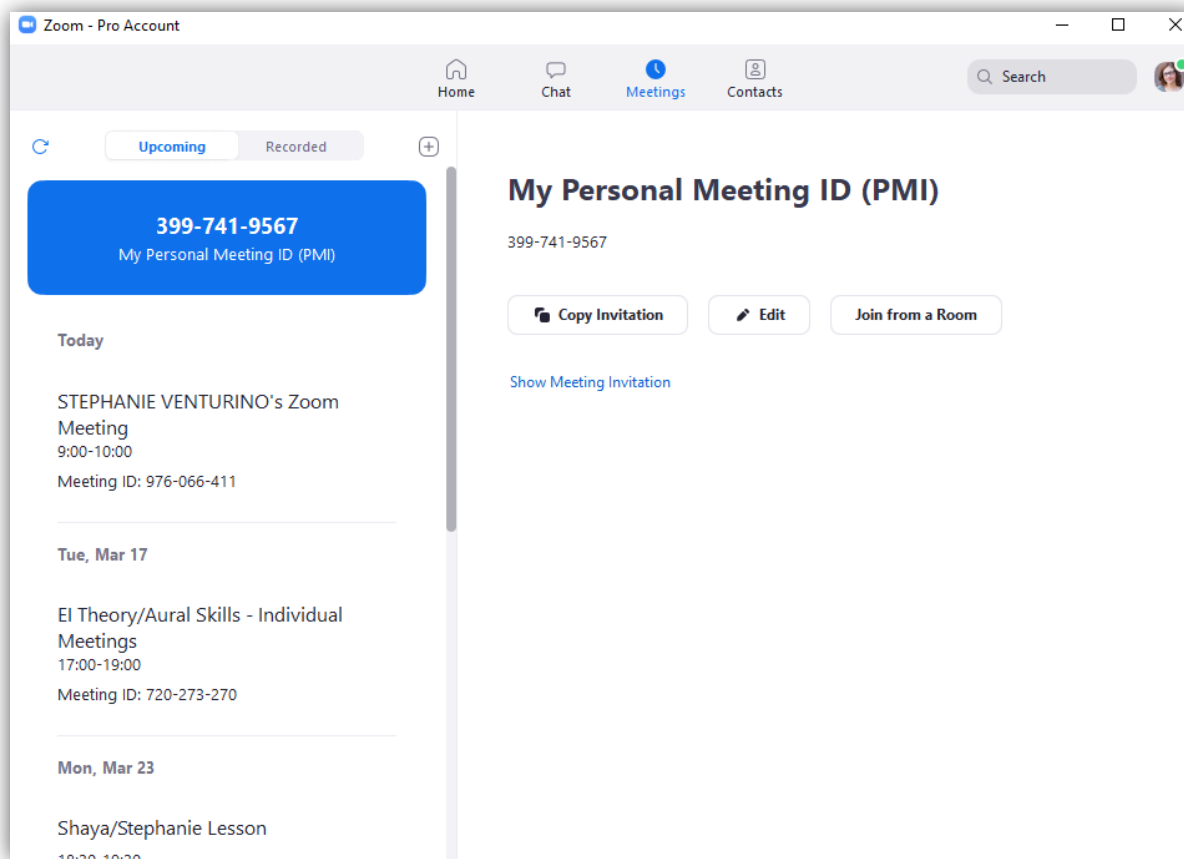 Zoom - Pro Account
Home
Chat
Meetings
Contacts
Search
Upcoming
Recorded
399-741-9567
My Personal Meeting ID (PMI)
Today
STEPHANIE VENTURINO's Zoom
Meeting
9:00-10:00
Meeting ID: 976-066-411
Tue, Mar 17
EI Theory/Aural Skills - Individual
Meetings
17:00-19:00
Meeting ID: 720-273-270
Mon, Mar 23
Shaya/Stephanie Lesson
My Personal Meeting ID (PMI)
399-741-9567
Copy Invitation
Edit
Join from a Room
Show Meeting Invitation